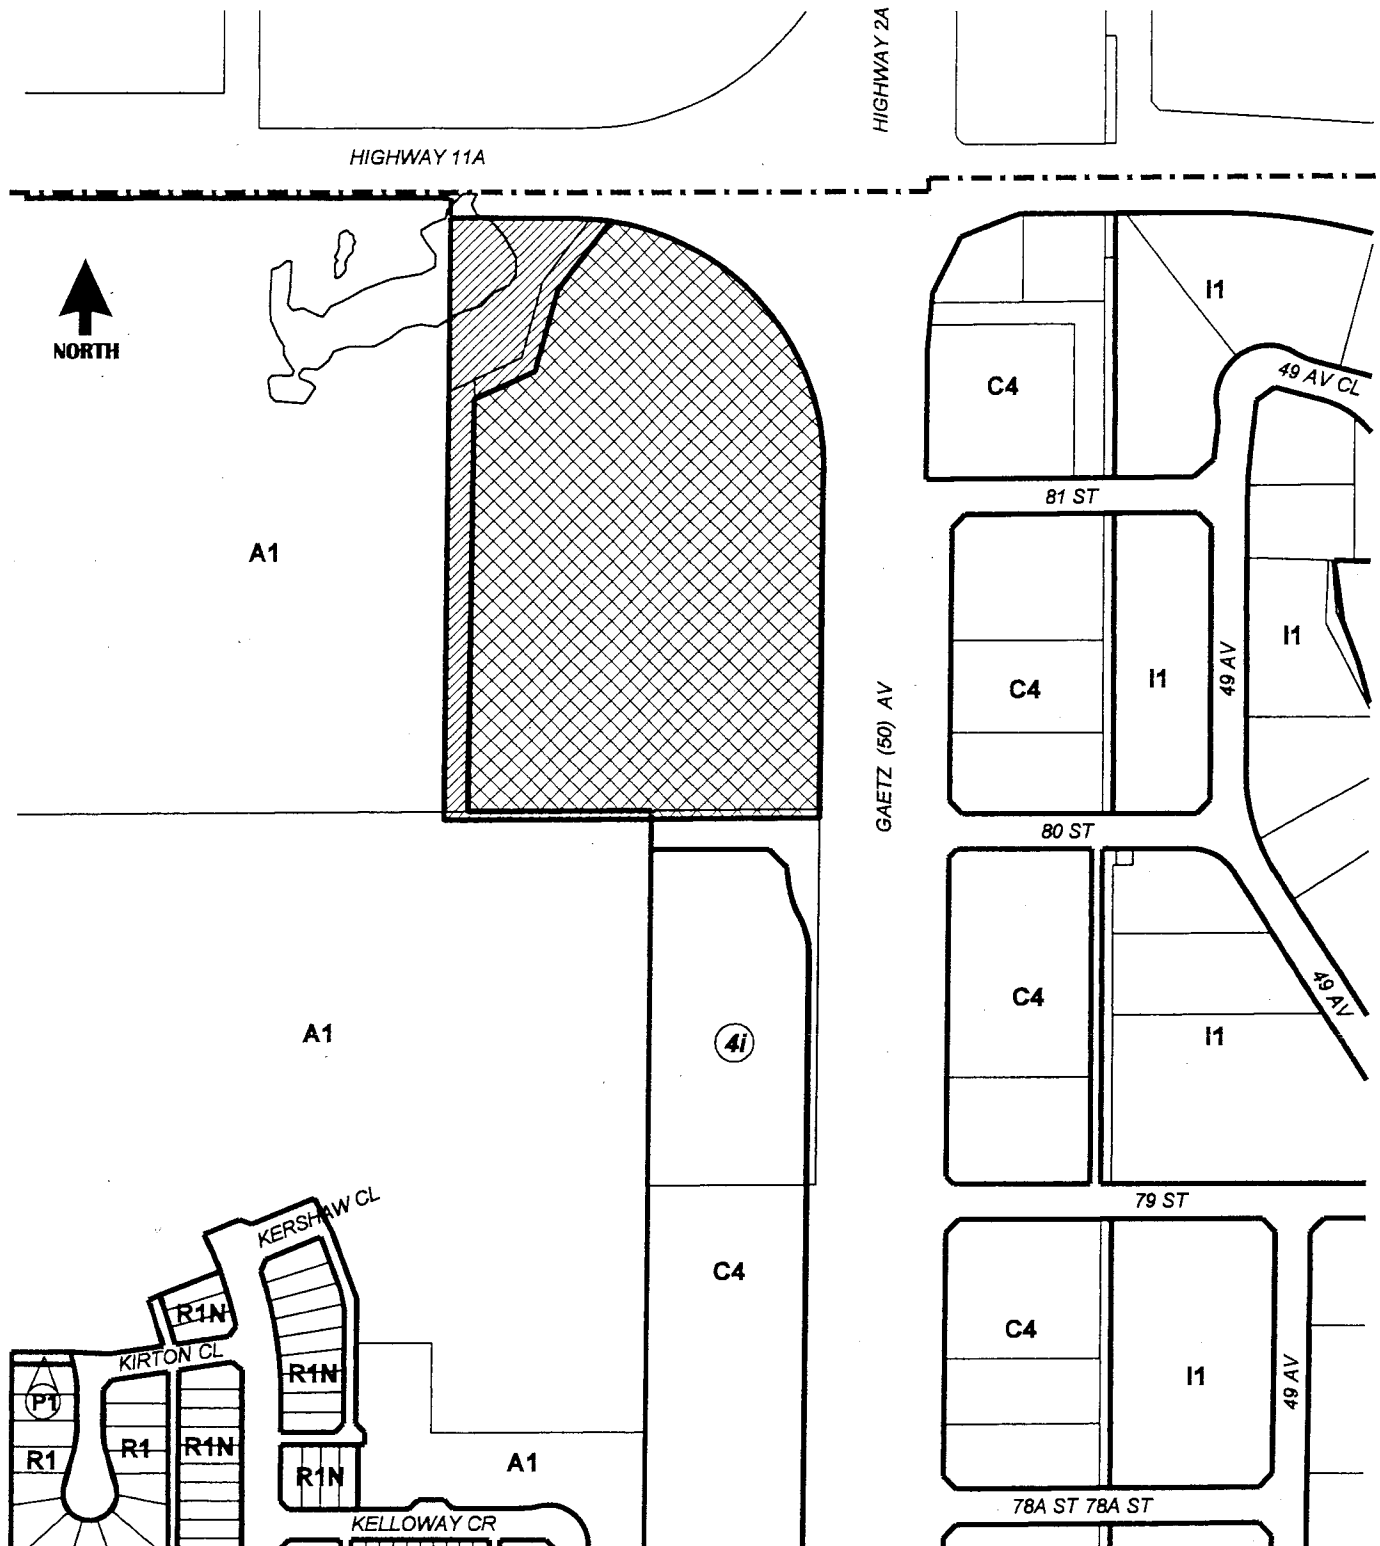 HIGHWAY 2A
HIGHWAY 11A
NORTH
I1
C4
49 AV CL
81 ST
A1
I1
49 AV
C4
I1
GAETZ (50) AV
80 ST
C4
49 AV
A1
4i
I1
KERSHAW CL
79 ST
C4
R1N
C4
KIRTON CL
R1N
I1
49 AV
P1
R1
R1
R1N
R1N
A1
78A ST 78A ST
KELLOWAY CR